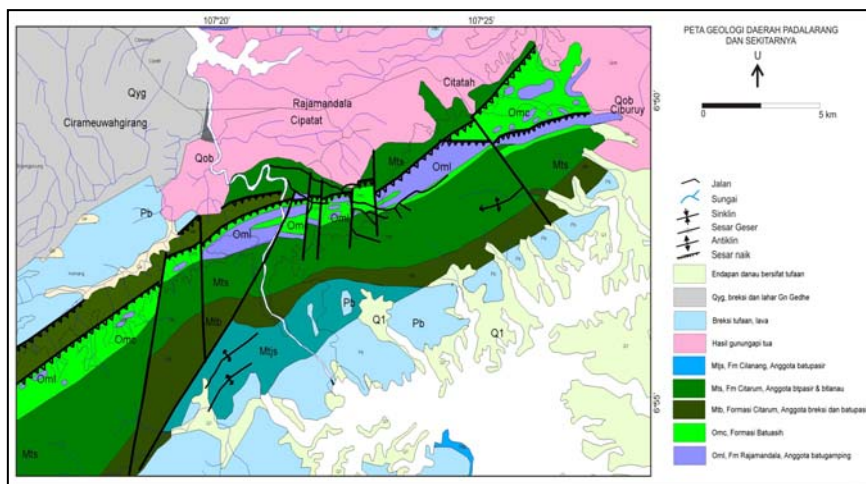 107°20'
107°25'
PETA GEOLOGI DAERAH PADALARANG
DAN SEKITARNYA
U
0
5 km
6°50'
6°55'
Qyg
Cirameuwahgirang
Rajamandala
Cipatat
Citatah
Omc
Qob
Ciburuy
Qob
Mts
Oml
Mts
Pb
Oml
Mts
Mtb
Pb
Q1
Pb
Q1
Mtjs
Omc
Oml
Mts
Jalan
Sungai
Sinklin
Sesar Geser
Antiklin
Sesar naik
Endapan danau bersifat tufaan
Qyg, breksi dan lahar Gn Gedhe
Breksi tufaan, lava
Hasil gunungapi tua
Mtjs, Fm Cilanang, Anggota batupasir
Mts, Fm Citarum, Anggota btpasir & btlanau
Mtb, Formasi Citarum, Anggota breksi dan batupasi
Omc, Formasi Batuasih
Oml, Fm Rajamandala, Anggota batugamping